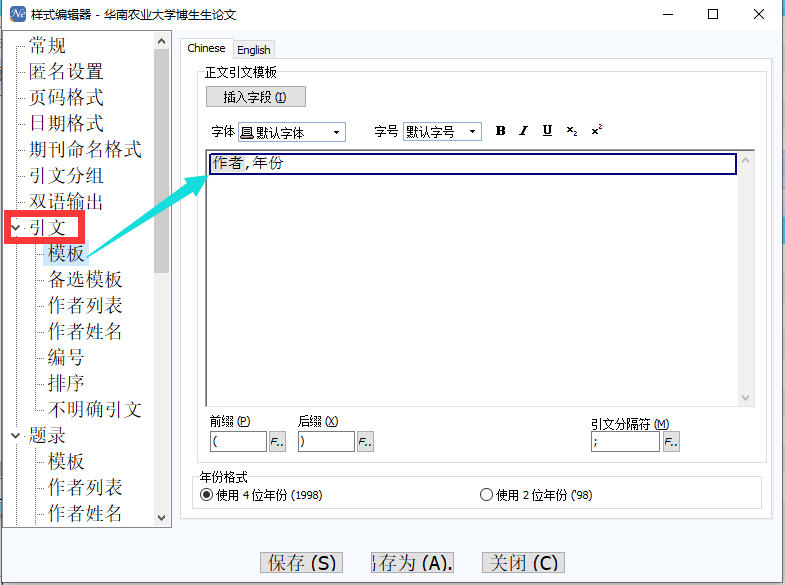 样式编辑器 - 华南农业大学博生生论文
常规
匿名设置
页码格式
日期格式
期刊命名格式
引文分组
双语输出
引文
模板
备选模板
作者列表
作者姓名
编号
排序
不明确引文
题录
模板
作者列表
作者姓名
Chinese English
正文引文模板
插入字段 (I)
字体 默认字体 字号 默认字号 B I U x₂ x²
作者,年份
前缀 (P) 后缀 (X) 引文分隔符 (M)
( F.. ) F.. ; F..
年份格式
使用 4 位年份 (1998) 使用 2 位年份 ('98)
保存 (S) 存为 (A). 关闭 (C)